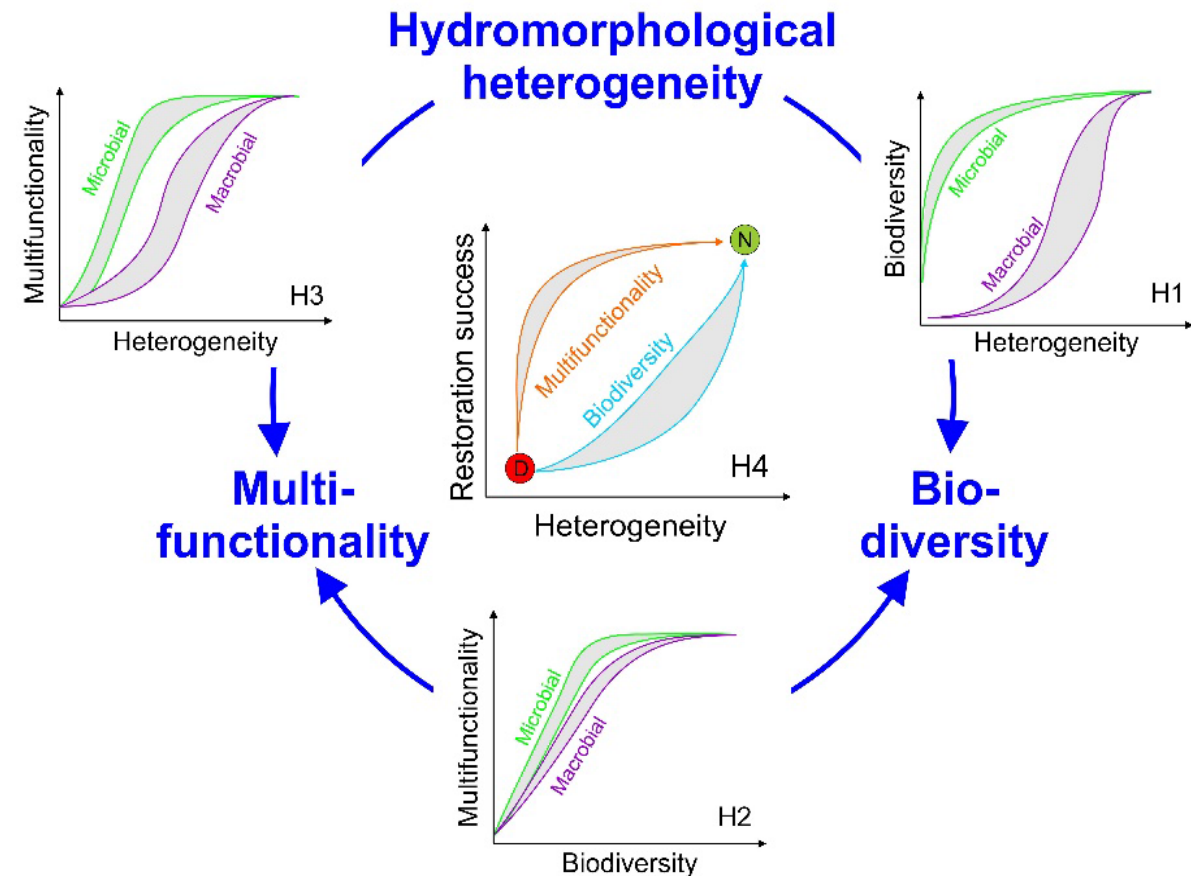 Hydromorphological
heterogeneity
Multifunctionality
Microbial
Macrobial
H3
Heterogeneity
Biodiversity
Microbial
Macrobial
H1
Heterogeneity
Restoration success
N
Multifunctionality
Biodiversity
D
H4
Heterogeneity
Multi-
functionality
Bio-
diversity
Multifunctionality
Microbial
Macrobial
H2
Biodiversity